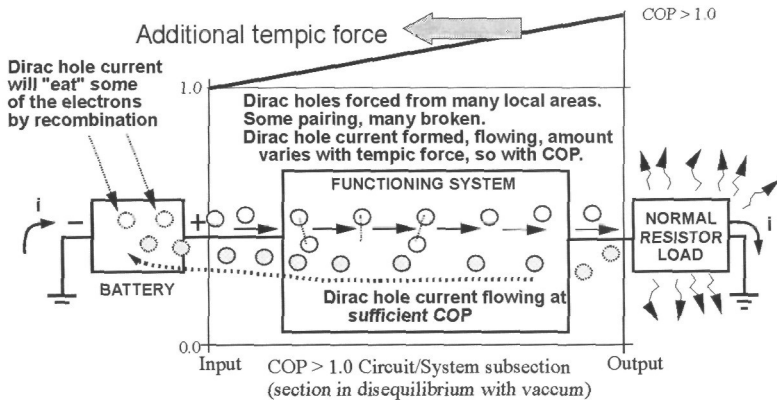 COP > 1.0
Additional tempic force
Dirac hole current
will "eat" some
of the electrons
by recombination
1.0
Dirac holes forced from many local areas.
Some pairing, many broken.
Dirac hole current formed, flowing, amount
varies with tempic force, so with COP.
FUNCTIONING SYSTEM
i
−
+
BATTERY
NORMAL
RESISTOR
LOAD
i
Dirac hole current flowing at
sufficient COP
0.0
Input
Output
COP > 1.0 Circuit/System subsection
(section in disequilibrium with vaccum)